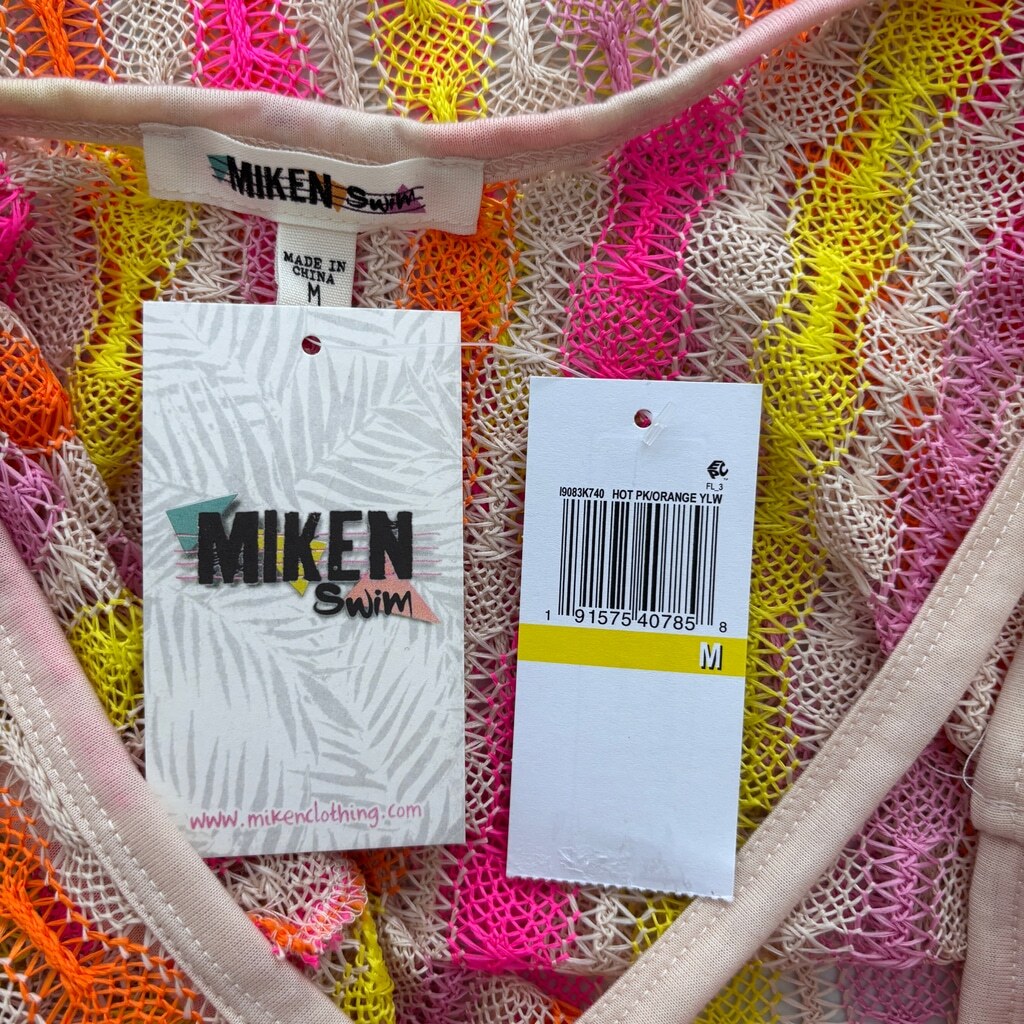 MIKEN Swim
MADE IN
CHINA
M
MIKEN
Swim
www.mikenclothing.com
FL_3
I9083K740 HOT PK/ORANGE YLW
1 91575 40785 8
M